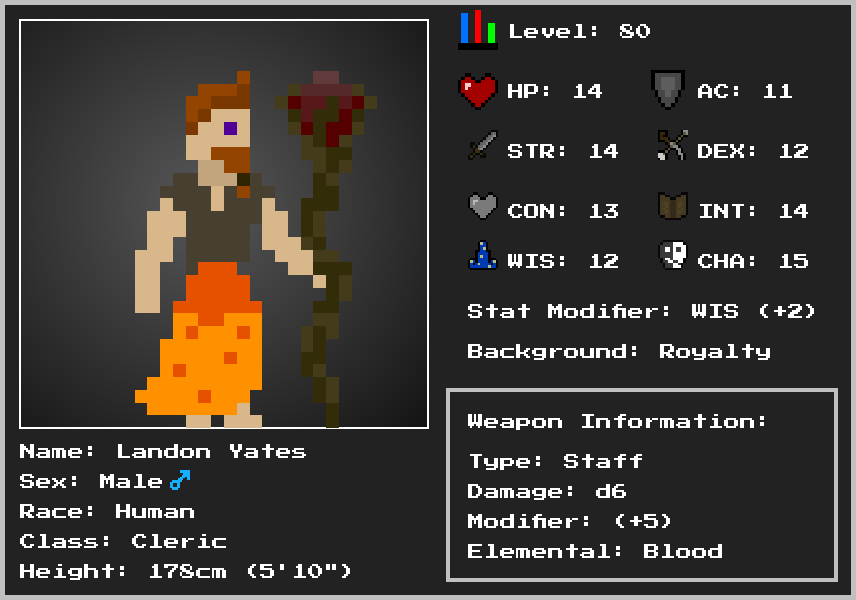 Level: 80
HP: 14 AC: 11
STR: 14 DEX: 12
CON: 13 INT: 14
WIS: 12 CHA: 15
Stat Modifier: WIS (+2)
Background: Royalty
Weapon Information:
Type: Staff
Damage: d6
Modifier: (+5)
Elemental: Blood
Name: Landon Yates
Sex: Male♂
Race: Human
Class: Cleric
Height: 178cm (5'10")